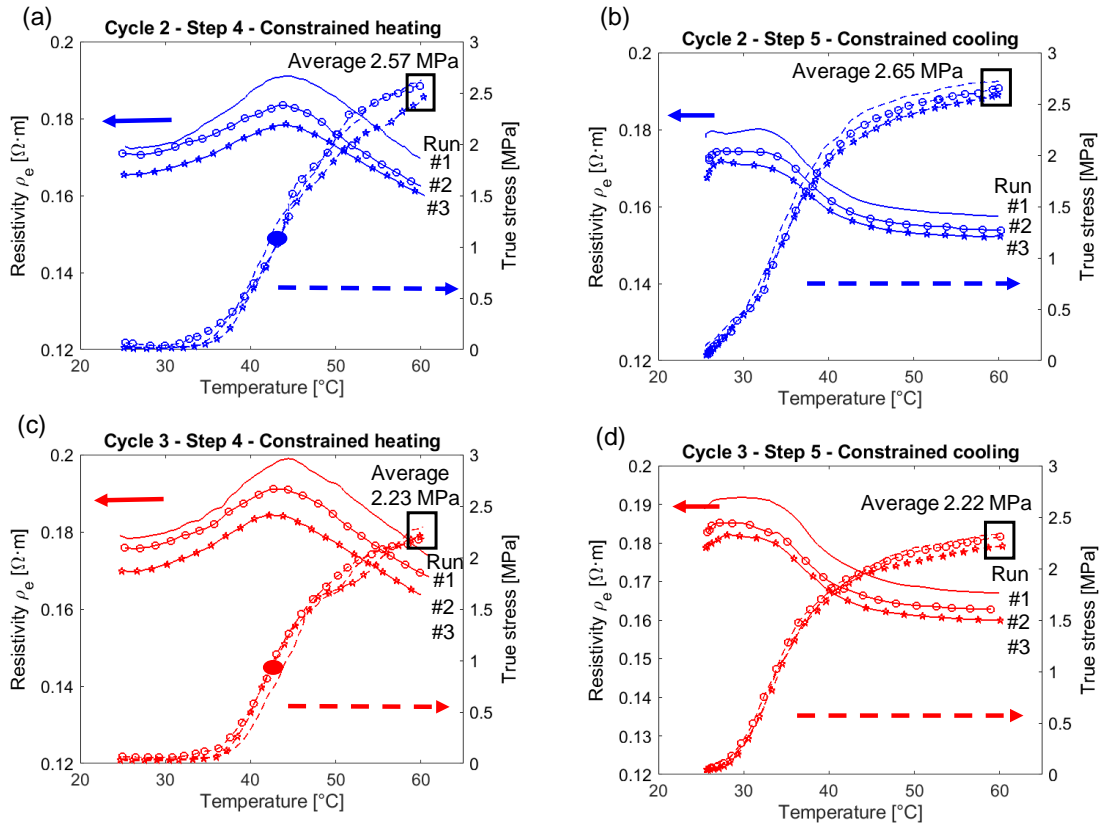 (a)
Cycle 2 - Step 4 - Constrained heating
Average 2.57 MPa
Run
#1
#2
#3
0.2
0.18
0.16
0.14
0.12
3
2.5
2
1.5
1
0.5
0
20
30
40
50
60
Resistivity ρe [Ω·m]
True stress [MPa]
Temperature [°C]
(b)
Cycle 2 - Step 5 - Constrained cooling
Average 2.65 MPa
Run
#1
#2
#3
0.2
0.18
0.16
0.14
0.12
3
2.5
2
1.5
1
0.5
0
20
30
40
50
60
Resistivity ρe [Ω·m]
True stress [MPa]
Temperature [°C]
(c)
Cycle 3 - Step 4 - Constrained heating
Average
2.23 MPa
Run
#1
#2
#3
0.2
0.18
0.16
0.14
0.12
3
2.5
2
1.5
1
0.5
0
20
30
40
50
60
Resistivity ρe [Ω·m]
True stress [MPa]
Temperature [°C]
(d)
Cycle 3 - Step 5 - Constrained cooling
Average 2.22 MPa
Run
#1
#2
#3
0.2
0.19
0.18
0.17
0.16
0.15
0.14
0.13
0.12
3
2.5
2
1.5
1
0.5
0
20
30
40
50
60
Resistivity ρe [Ω·m]
True stress [MPa]
Temperature [°C]